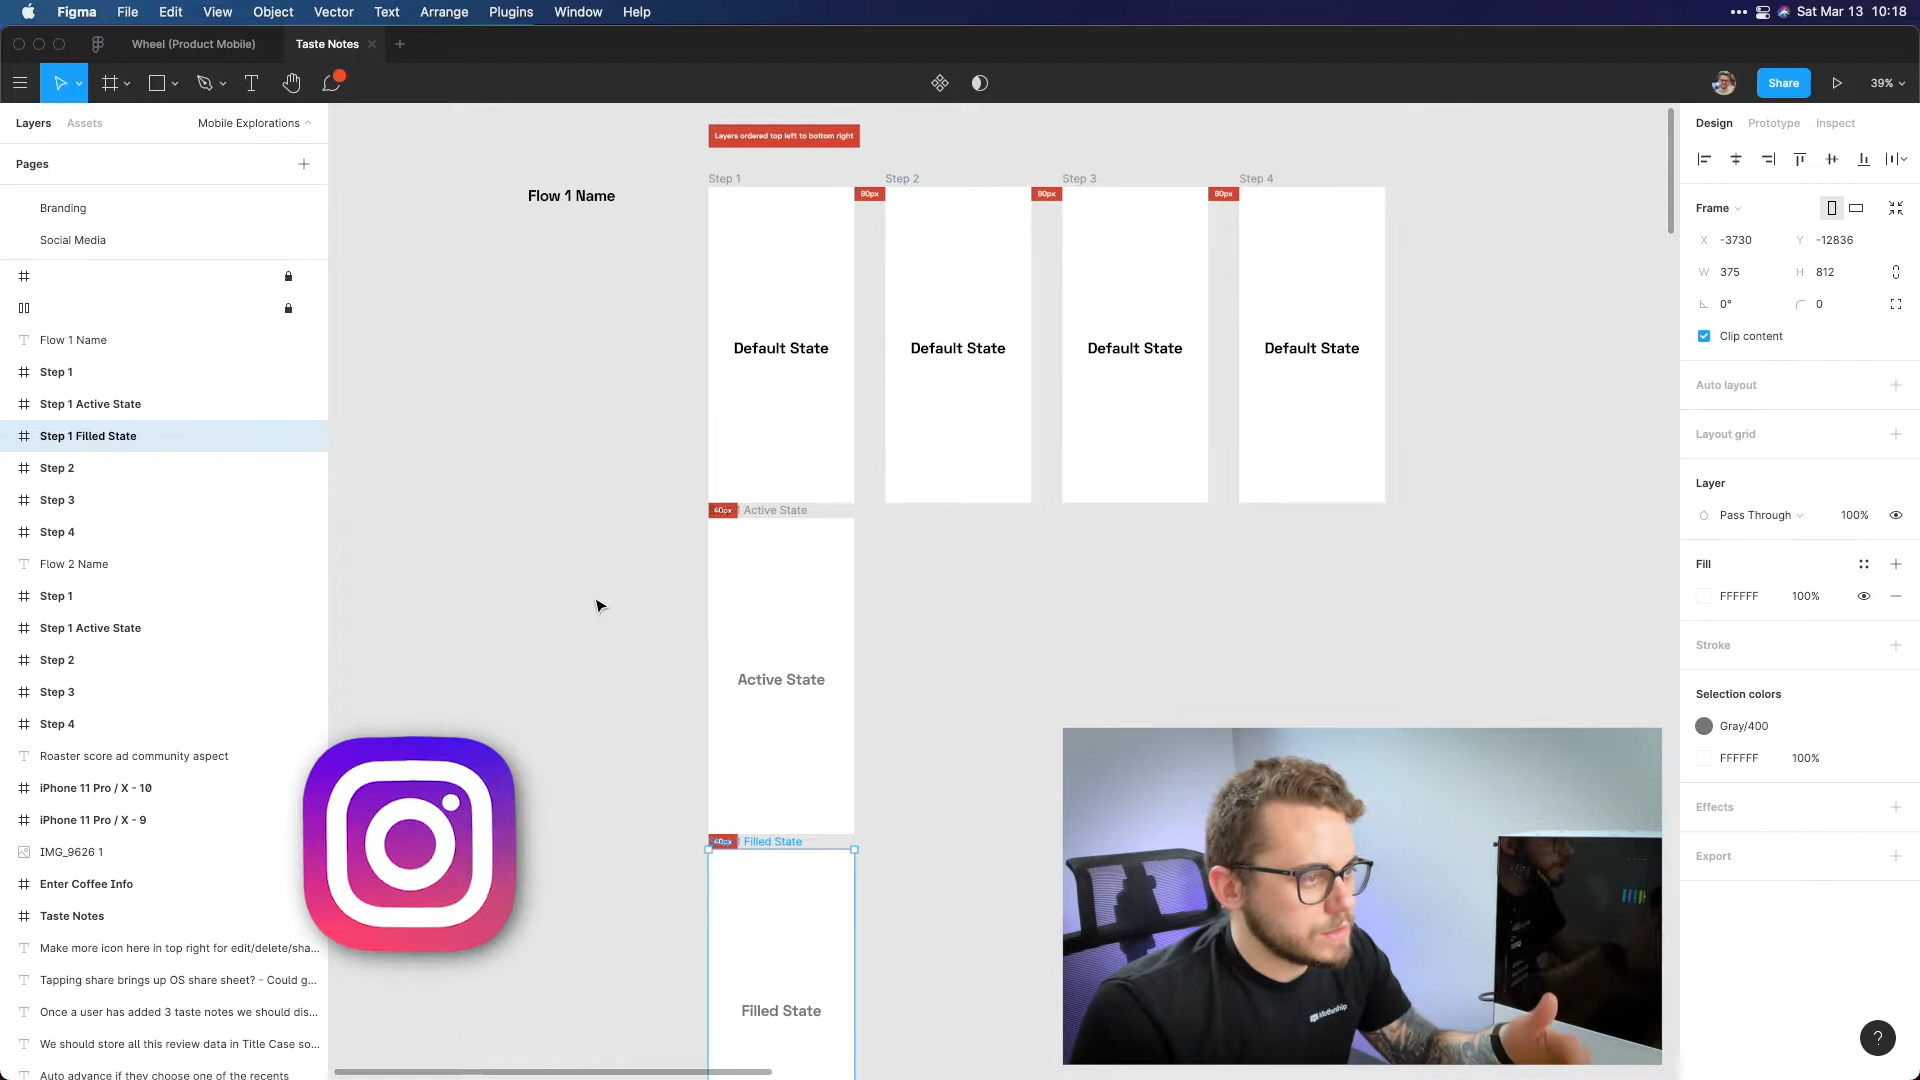 Figma File Edit View Object Vector Text Arrange Plugins Window Help
Sat Mar 13 10:18
Wheel (Product Mobile)
Taste Notes
Share
39%
Layers
Assets
Mobile Explorations
Pages
Branding
Social Media
Flow 1 Name
Step 1
Step 1 Active State
Step 1 Filled State
Step 2
Step 3
Step 4
Flow 2 Name
Step 1
Step 1 Active State
Step 2
Step 3
Step 4
Roaster score ad community aspect
iPhone 11 Pro / X - 10
iPhone 11 Pro / X - 9
IMG_9626 1
Enter Coffee Info
Taste Notes
Make more icon here in top right for edit/delete/sha...
Tapping share brings up OS share sheet? - Could g...
Once a user has added 3 taste notes we should dis...
We should store all this review data in Title Case so...
Auto advance if they choose one of the recents
Layers ordered top left to bottom right
Flow 1 Name
Step 1
Step 2
Step 3
Step 4
80px
80px
80px
Default State
Default State
Default State
Default State
40px
Active State
Active State
Filled State
Filled State
Mothership
Design
Prototype
Inspect
Frame
X -3730
Y -12836
W 375
H 812
0°
0
Clip content
Auto layout
Layout grid
Layer
Pass Through
100%
Fill
FFFFFF
100%
Stroke
Selection colors
Gray/400
FFFFFF
100%
Effects
Export
?